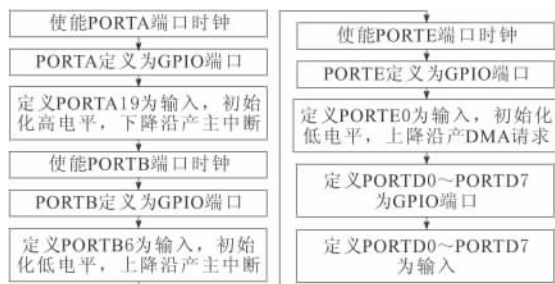 使能PORTA端口时钟
PORTA定义为GPIO端口
定义PORTA19为输入，初始
化高电平，下降沿产主中断
使能PORTB端口时钟
PORTB定义为GPIO端口
定义PORTB6为输入，初始
化低电平，上升沿产主中断
使能PORTE端口时钟
PORTE定义为GPIO端口
定义PORTE0为输入，初始化
低电平，上升沿产DMA请求
定义PORTD0～PORTD7
为GPIO端口
定义PORTD0～PORTD7
为输入